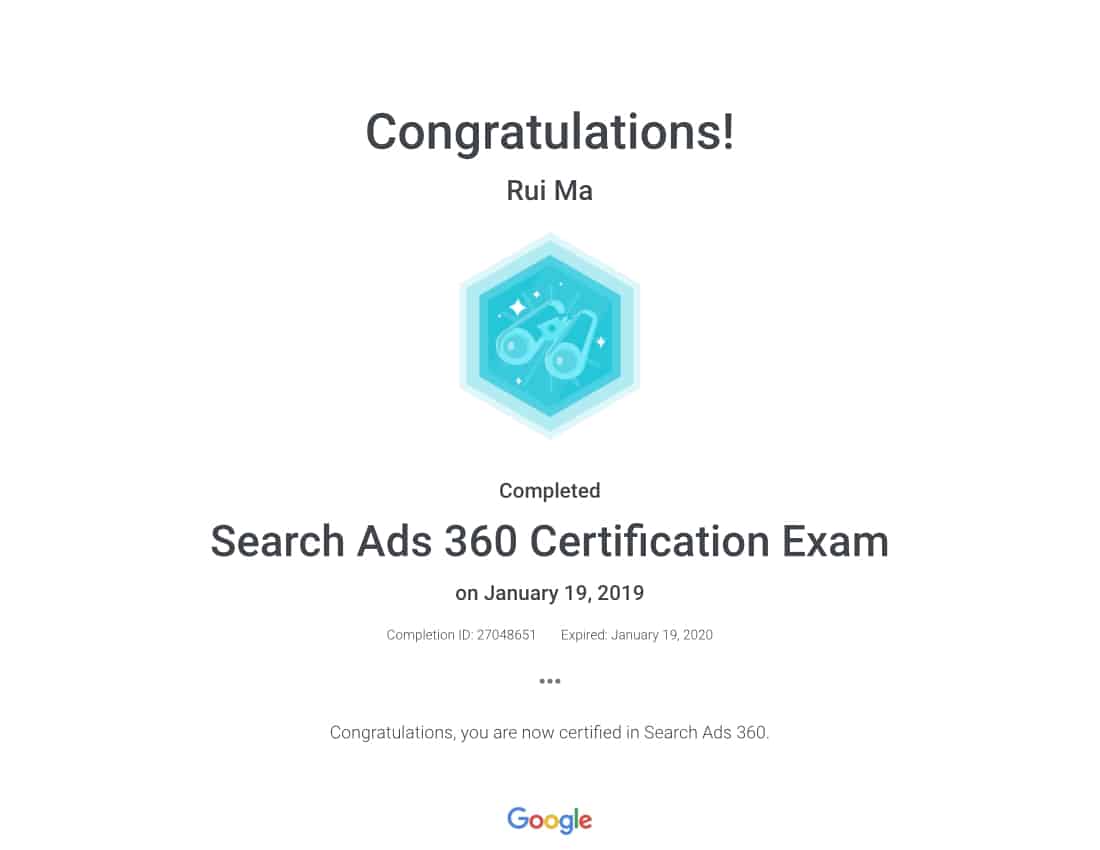 Congratulations!
Rui Ma
Completed
Search Ads 360 Certification Exam
on January 19, 2019
Completion ID: 27048651 Expired: January 19, 2020
•••
Congratulations, you are now certified in Search Ads 360.
Google